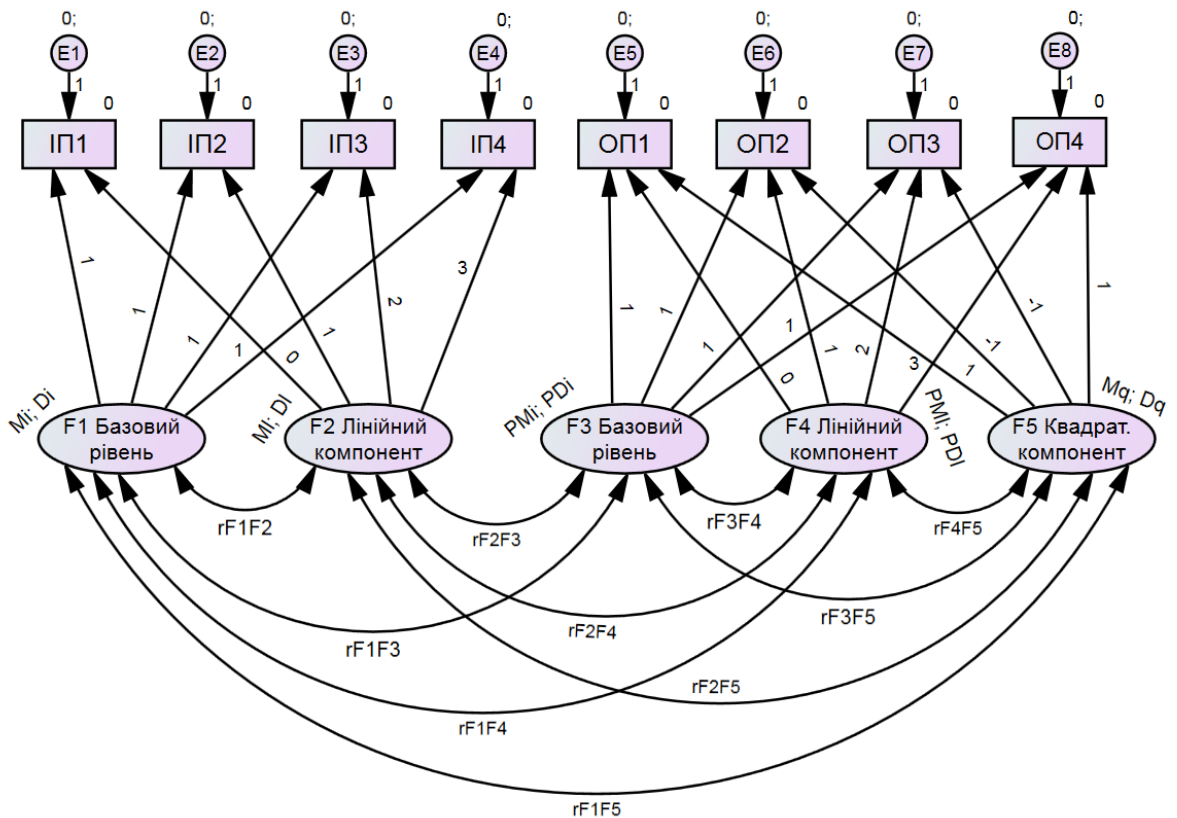 0; 0; 0; 0; 0; 0; 0; 0;
E1 E2 E3 E4 E5 E6 E7 E8
1 1 1 1 1 1 1 1
0 0 0 0 0 0 0 0
ІП1 ІП2 ІП3 ІП4 ОП1 ОП2 ОП3 ОП4
1 1 1 1 0 1 2 3
1 1 1 1 0 1 2 3 1 -1 -1 1
Mi; Di
Ml; Dl
PMi; PDi
PMl; PDl
Mq; Dq
F1 Базовий
рівень
F2 Лінійний
компонент
F3 Базовий
рівень
F4 Лінійний
компонент
F5 Квадрат.
компонент
rF1F2
rF2F3
rF3F4
rF4F5
rF1F3
rF2F4
rF3F5
rF1F4
rF2F5
rF1F5